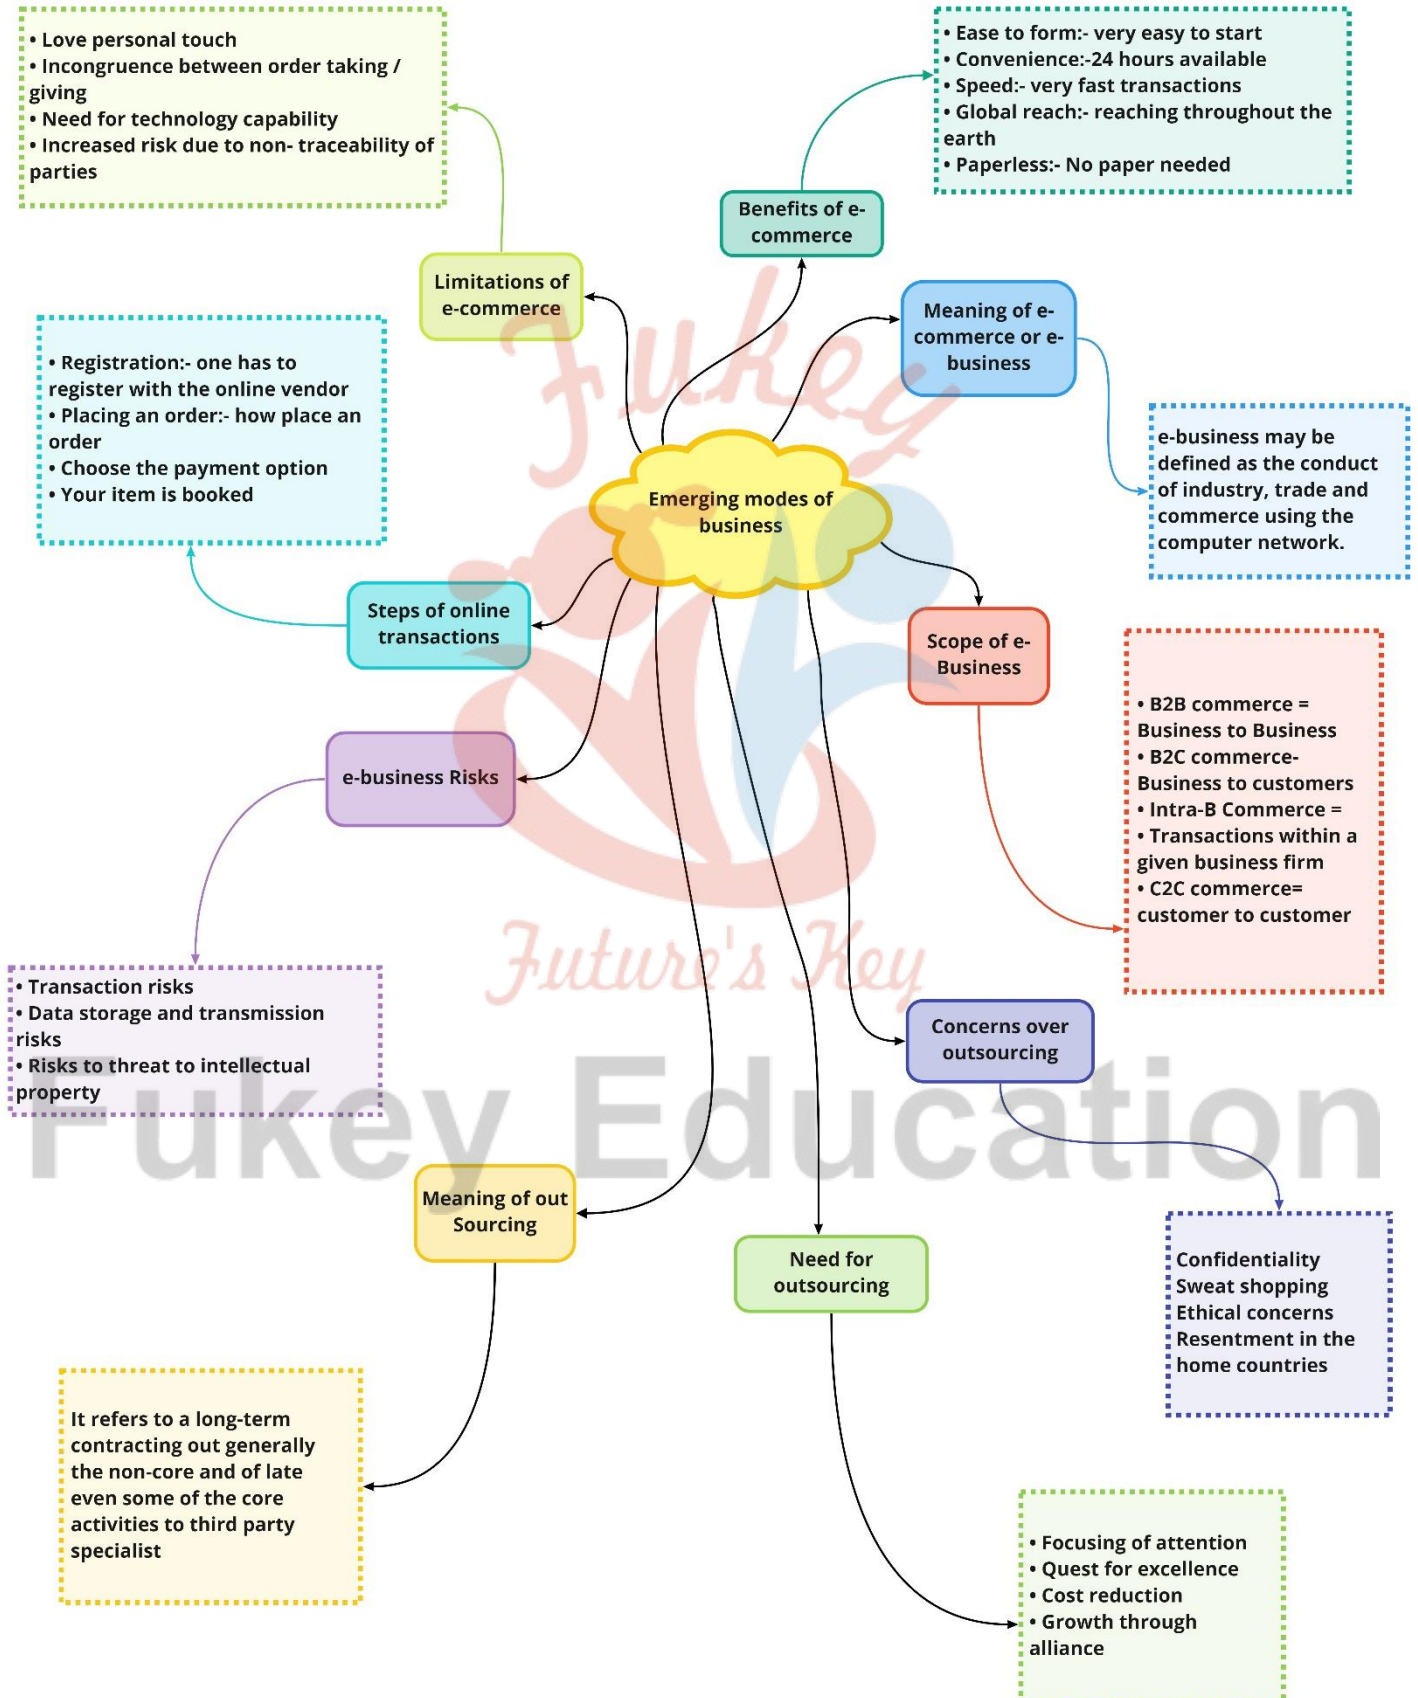 • Love personal touch
• Incongruence between order taking /
giving
• Need for technology capability
• Increased risk due to non- traceability of
parties
• Ease to form:- very easy to start
• Convenience:-24 hours available
• Speed:- very fast transactions
• Global reach:- reaching throughout the
earth
• Paperless:- No paper needed
Benefits of e-
commerce
Limitations of
e-commerce
Meaning of e-
commerce or e-
business
• Registration:- one has to
register with the online vendor
• Placing an order:- how place an
order
• Choose the payment option
• Your item is booked
Fukey
e-business may be
defined as the conduct
of industry, trade and
commerce using the
computer network.
Emerging modes of
business
Steps of online
transactions
Scope of e-
Business
• B2B commerce =
Business to Business
• B2C commerce-
Business to customers
• Intra-B Commerce =
• Transactions within a
given business firm
• C2C commerce=
customer to customer
e-business Risks
Future's Key
• Transaction risks
• Data storage and transmission
risks
• Risks to threat to intellectual
property
Concerns over
outsourcing
Fukey Education
Meaning of out
Sourcing
Need for
outsourcing
Confidentiality
Sweat shopping
Ethical concerns
Resentment in the
home countries
It refers to a long-term
contracting out generally
the non-core and of late
even some of the core
activities to third party
specialist
• Focusing of attention
• Quest for excellence
• Cost reduction
• Growth through
alliance